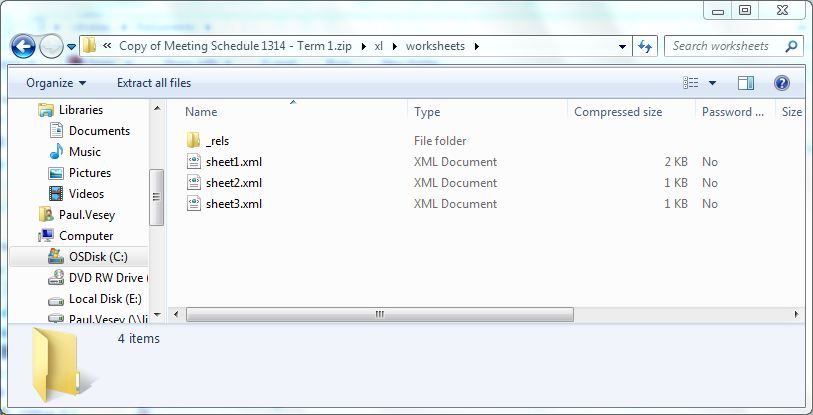 « Copy of Meeting Schedule 1314 - Term 1.zip ▸ xl ▸ worksheets ▸
Search worksheets
Organize Extract all files
Name Type Compressed size Password ... Size
Libraries
Documents
Music
Pictures
Videos
Paul.Vesey
Computer
OSDisk (C:)
DVD RW Drive (
Local Disk (E:)
Paul.Vesey (\\li
_rels File folder
sheet1.xml XML Document 2 KB No
sheet2.xml XML Document 1 KB No
sheet3.xml XML Document 1 KB No
4 items